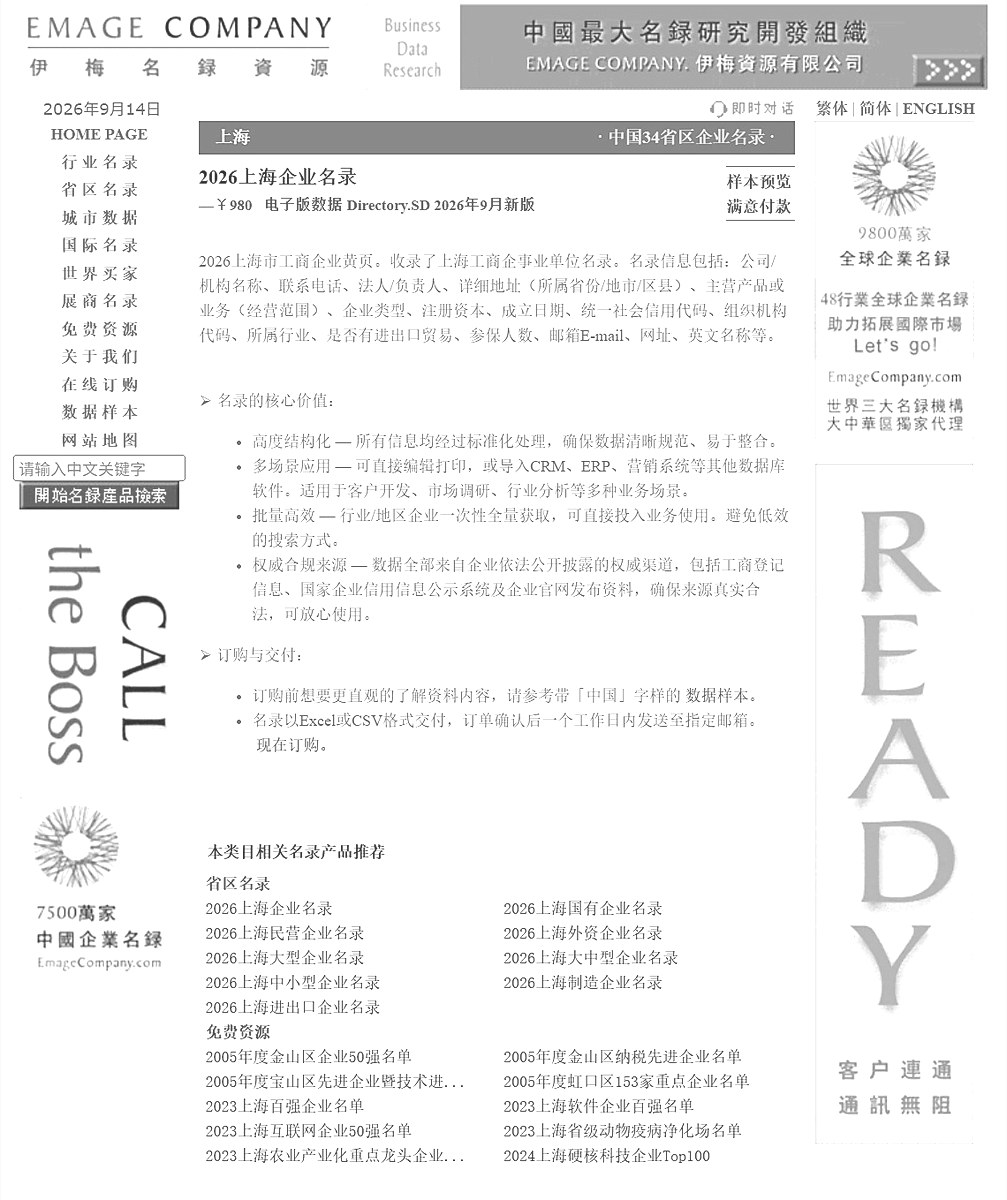 EMAGE COMPANY
伊梅名録資源
Business
Data
Research
中國最大名録研究開發組織
EMAGE COMPANY. 伊梅資源有限公司
2026年9月14日
即时对话
繁体 | 简体 | ENGLISH
HOME PAGE
行业名录
省区名录
城市数据
国际名录
世界买家
展商名录
免费资源
关于我们
在线订购
数据样本
网站地图
请输入中文关键字
開始名録產品檢索
CALL
the Boss
7500萬家
中國企業名録
EmageCompany.com
上海
· 中国34省区企业名录 ·
2026上海企业名录
—￥980 电子版数据 Directory.SD 2026年9月新版
样本预览
满意付款
2026上海市工商企业黄页。收录了上海工商企事业单位名录。名录信息包括：公司/
机构名称、联系电话、法人/负责人、详细地址（所属省份/地市/区县）、主营产品或
业务（经营范围）、企业类型、注册资本、成立日期、统一社会信用代码、组织机构
代码、所属行业、是否有进出口贸易、参保人数、邮箱E-mail、网址、英文名称等。
➢ 名录的核心价值：
• 高度结构化 — 所有信息均经过标准化处理，确保数据清晰规范、易于整合。
• 多场景应用 — 可直接编辑打印，或导入CRM、ERP、营销系统等其他数据库
软件。适用于客户开发、市场调研、行业分析等多种业务场景。
• 批量高效 — 行业/地区企业一次性全量获取，可直接投入业务使用。避免低效
的搜索方式。
• 权威合规来源 — 数据全部来自企业依法公开披露的权威渠道，包括工商登记
信息、国家企业信用信息公示系统及企业官网发布资料，确保来源真实合
法，可放心使用。
➢ 订购与交付：
• 订购前想要更直观的了解资料内容，请参考带「中国」字样的 数据样本。
• 名录以Excel或CSV格式交付，订单确认后一个工作日内发送至指定邮箱。
现在订购。
本类目相关名录产品推荐
省区名录
2026上海企业名录
2026上海国有企业名录
2026上海民营企业名录
2026上海外资企业名录
2026上海大型企业名录
2026上海大中型企业名录
2026上海中小型企业名录
2026上海制造企业名录
2026上海进出口企业名录
免费资源
2005年度金山区企业50强名单
2005年度金山区纳税先进企业名单
2005年度宝山区先进企业暨技术进...
2005年度虹口区153家重点企业名单
2023上海百强企业名单
2023上海软件企业百强名单
2023上海互联网企业50强名单
2023上海省级动物疫病净化场名单
2023上海农业产业化重点龙头企业...
2024上海硬核科技企业Top100
9800萬家
全球企業名録
48行業全球企業名録
助力拓展國際市場
Let's go!
EmageCompany.com
世界三大名録機構
大中華區獨家代理
READY
客户連通
通訊無阻